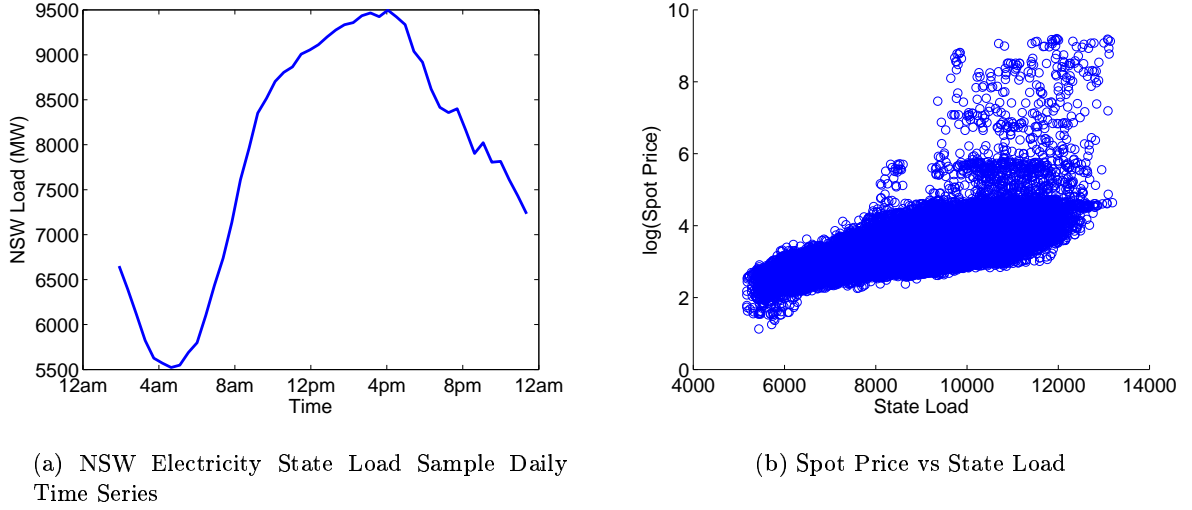 9500
9000
8500
8000
7500
7000
6500
6000
5500
NSW Load (MW)
12am 4am 8am 12pm 4pm 8pm 12am
Time
(a) NSW Electricity State Load Sample Daily
Time Series
10
8
6
4
2
0
log(Spot Price)
4000 6000 8000 10000 12000 14000
State Load
(b) Spot Price vs State Load